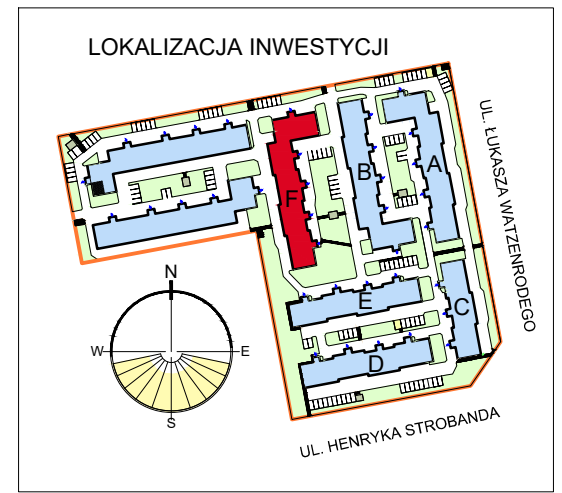 LOKALIZACJA INWESTYCJI
UL. ŁUKASZA WATZENRODEGO
F
B
A
N
W
E
S
E
C
D
UL. HENRYKA STROBANDA